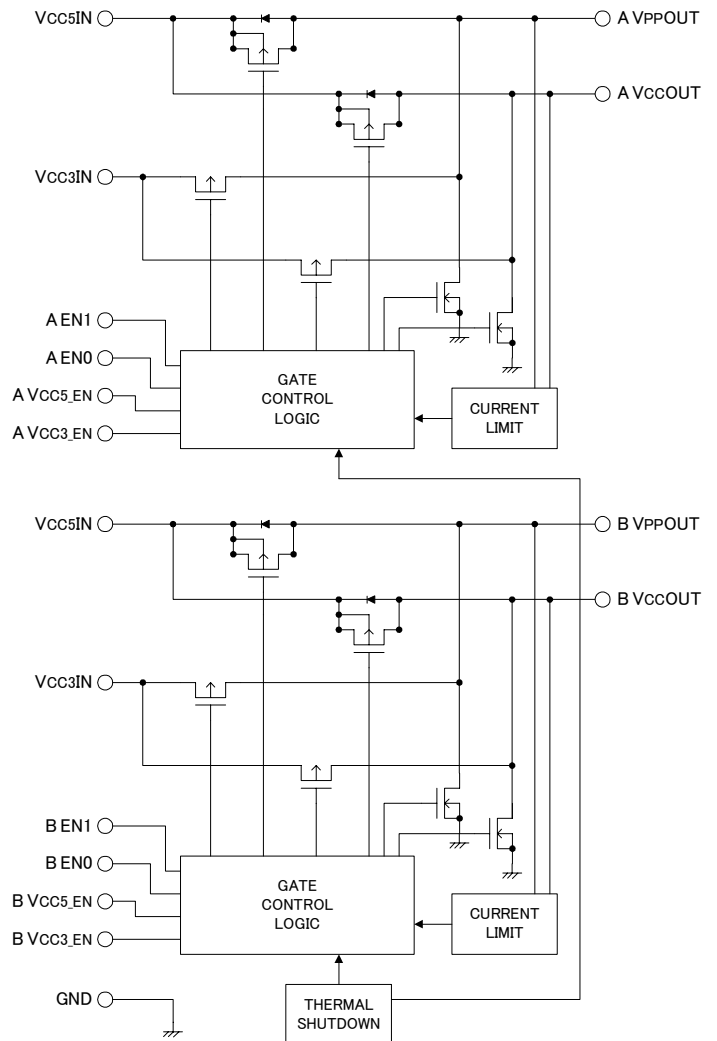 VCC5IN
A VPPOUT
A VCCOUT
VCC3IN
A EN1
A EN0
A VCC5_EN
A VCC3_EN
GATE
CONTROL
LOGIC
CURRENT
LIMIT
VCC5IN
B VPPOUT
B VCCOUT
VCC3IN
B EN1
B EN0
B VCC5_EN
B VCC3_EN
GATE
CONTROL
LOGIC
CURRENT
LIMIT
GND
THERMAL
SHUTDOWN